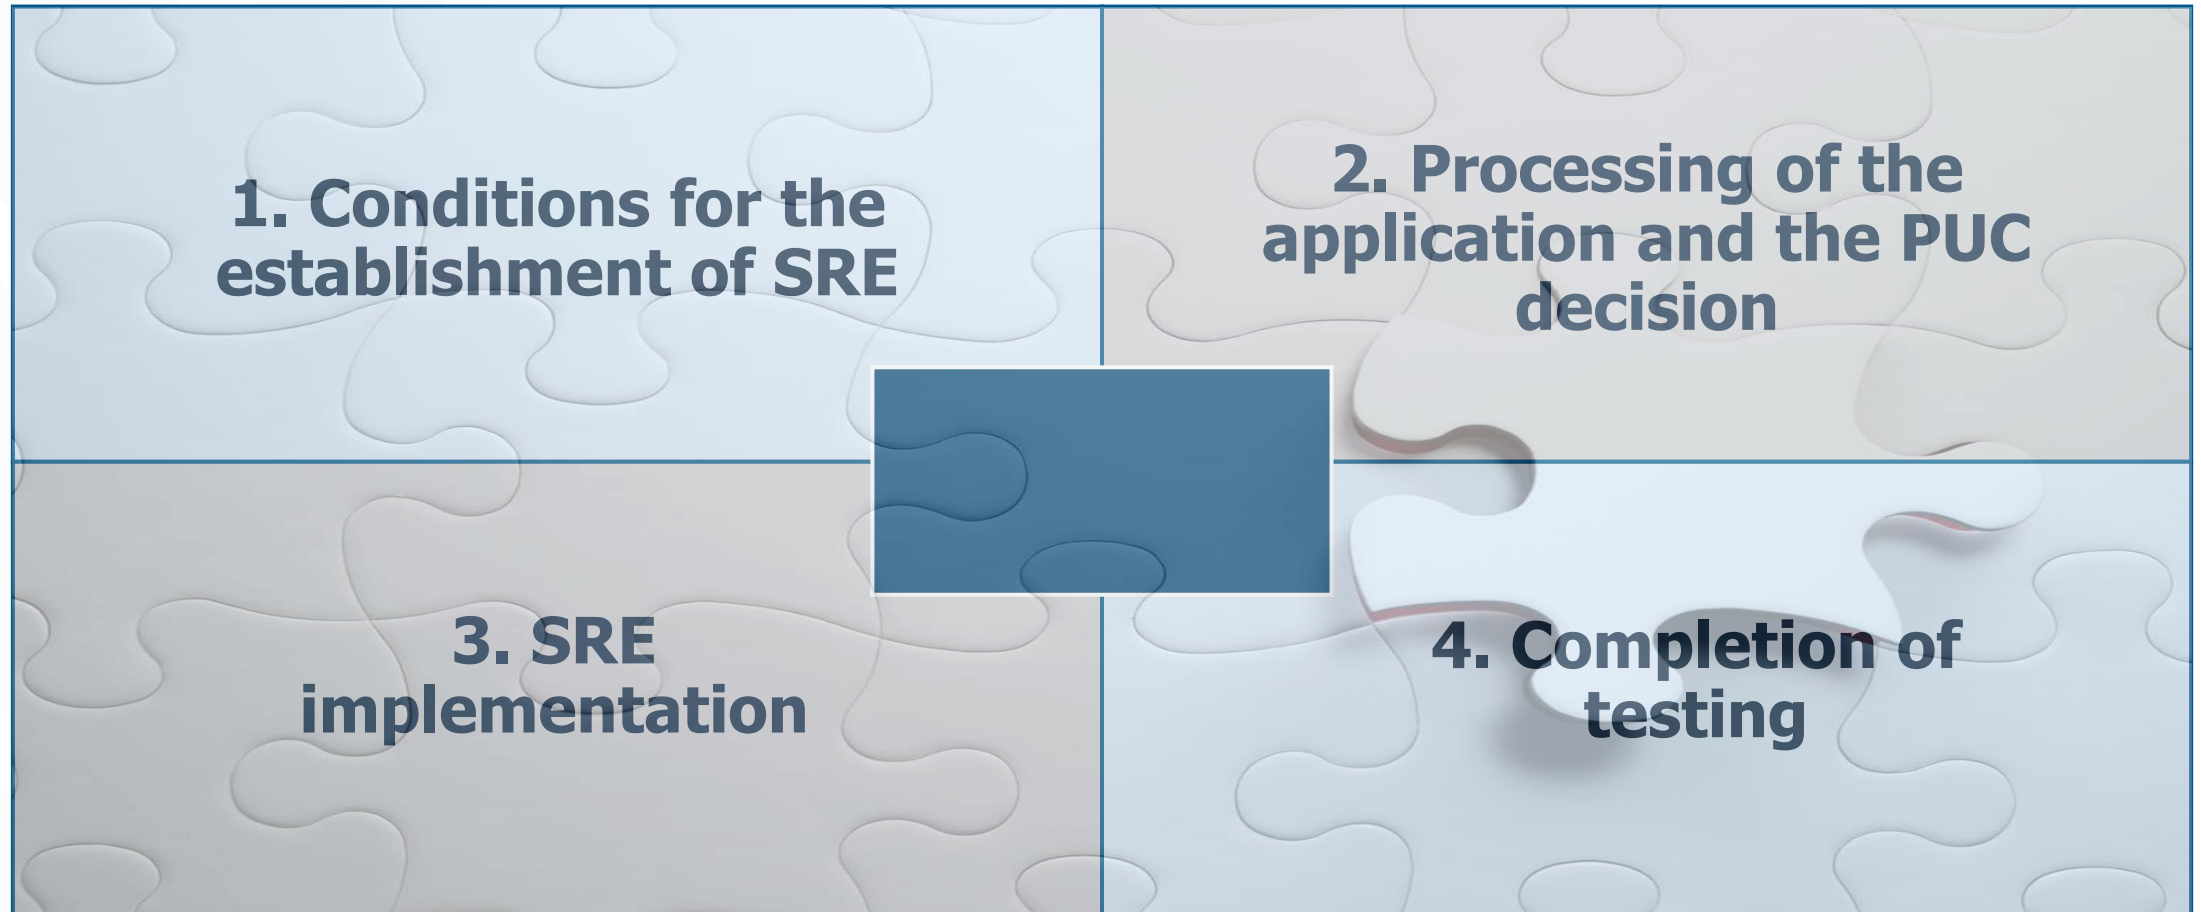 1. Conditions for the
establishment of SRE
2. Processing of the
application and the PUC
decision
3. SRE
implementation
4. Completion of
testing